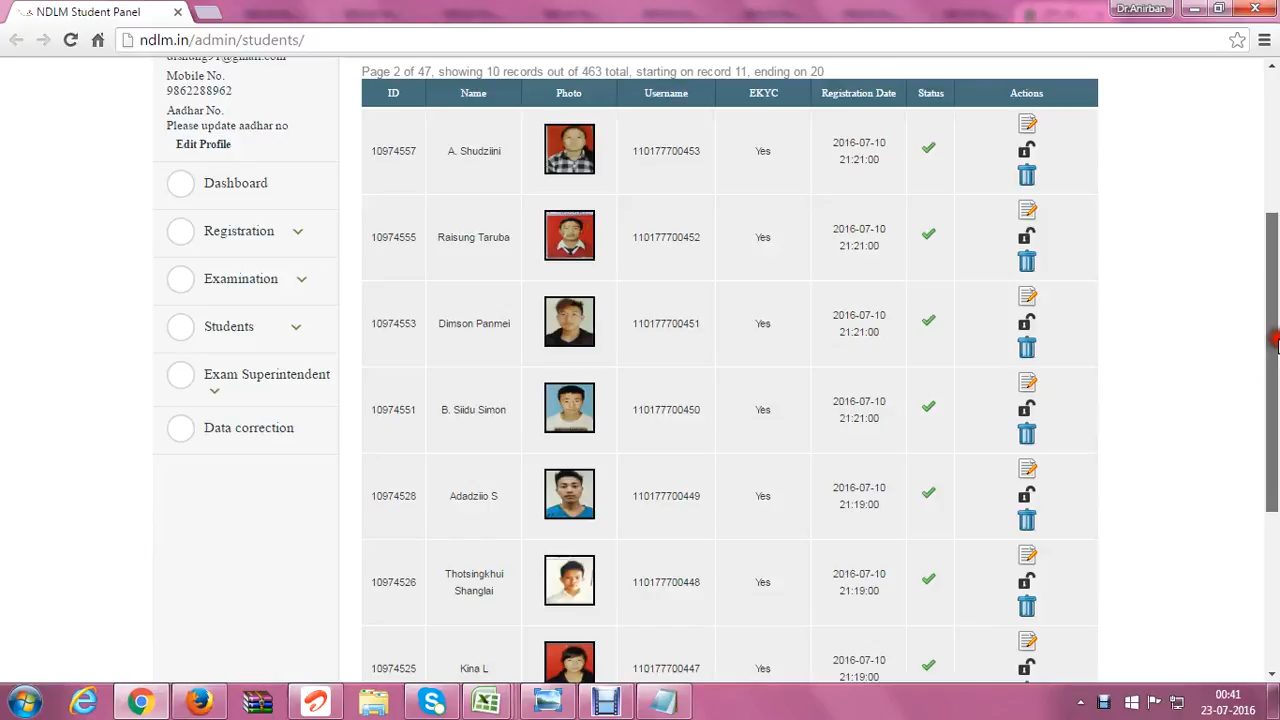 NDLM Student Panel
Dr.Anirban
ndlm.in/admin/students/
Mobile No.
9862288962
Aadhar No.
Please update aadhar no
Edit Profile
Dashboard
Registration
Examination
Students
Exam Superintendent
Data correction
Page 2 of 47, showing 10 records out of 463 total, starting on record 11, ending on 20
ID Name Photo Username EKYC Registration Date Status Actions
10974557 A. Shudziini 110177700453 Yes 2016-07-10
21:21:00
10974555 Raisung Taruba 110177700452 Yes 2016-07-10
21:21:00
10974553 Dimson Panmei 110177700451 Yes 2016-07-10
21:21:00
10974551 B. Siidu Simon 110177700450 Yes 2016-07-10
21:21:00
10974528 Adadziio S 110177700449 Yes 2016-07-10
21:19:00
10974526 Thotsingkhui
Shanglai 110177700448 Yes 2016-07-10
21:19:00
10974525 Kina L 110177700447 Yes 2016-07-10
21:19:00
00:41
23-07-2016